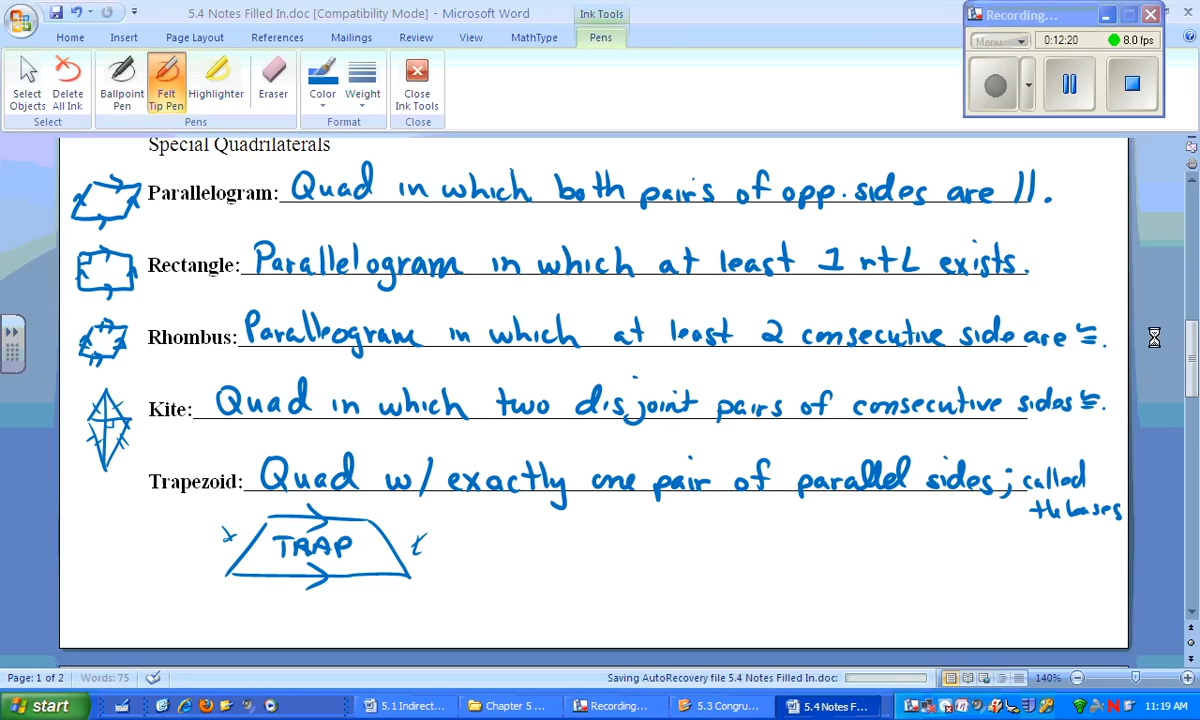 5.4 Notes Filled In.doc [Compatibility Mode] - Microsoft Word
Ink Tools
Recording...
Home Insert Page Layout References Mailings Review View MathType Pens
Menu 0:12:20 8.0 fps
Select Objects
Delete All Ink
Ballpoint Pen
Felt Tip Pen
Highlighter
Eraser
Color
Weight
Close Ink Tools
Select Pens Format Close
Special Quadrilaterals
Parallelogram: Quad in which both pairs of opp. sides are //.
Rectangle: Parallelogram in which at least 1 rt ∠ exists.
Rhombus: Paralleogram in which at least 2 consecutive side are ≅.
Kite: Quad in which two disjoint pairs of consecutive sides ≅.
Trapezoid: Quad w/ exactly one pair of parallel sides; called
the bases
TRAP
Page: 1 of 2 Words: 75 Saving AutoRecovery file 5.4 Notes Filled In.doc: 140%
start 5.1 Indirect... Chapter 5 ... Recording... 5.3 Congru... 5.4 Notes F... 11:19 AM